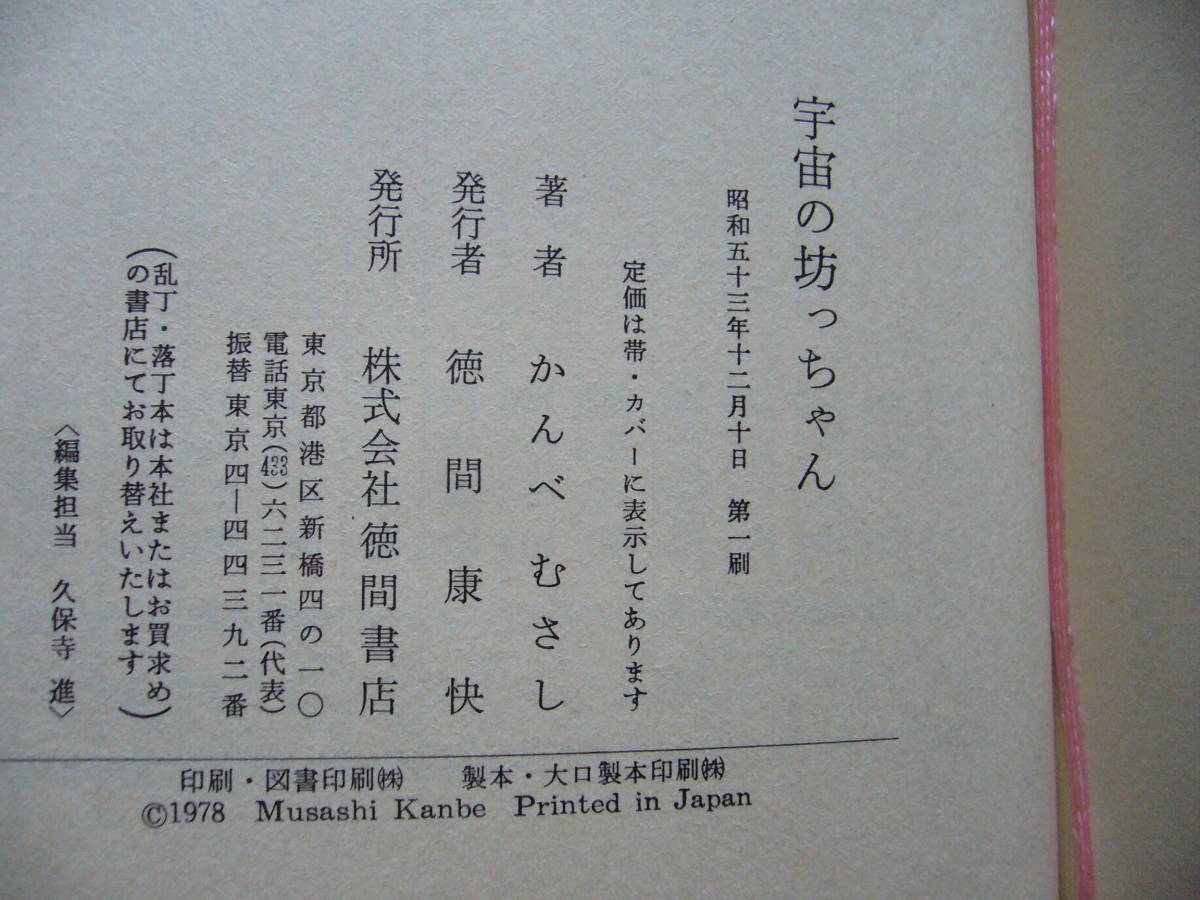 宇宙の坊っちゃん
昭和五十三年十二月十日　第一刷
定価は帯・カバーに表示してあります
著者　かんべむさし
発行者　徳間康快
発行所　株式会社徳間書店
東京都港区新橋四の一〇
電話東京(433)六二三一番(代表)
振替東京四—四四三九二番
(乱丁・落丁本は本社またはお買求め
の書店にてお取り替えいたします)
〈編集担当　久保寺進〉
印刷・図書印刷㈱　製本・大口製本印刷㈱
©1978 Musashi Kanbe Printed in Japan